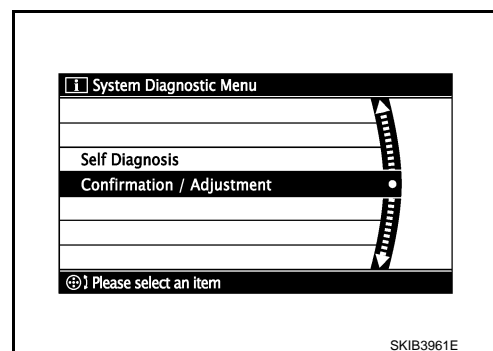 i System Diagnostic Menu
Self Diagnosis
Confirmation / Adjustment
Please select an item
SKIB3961E